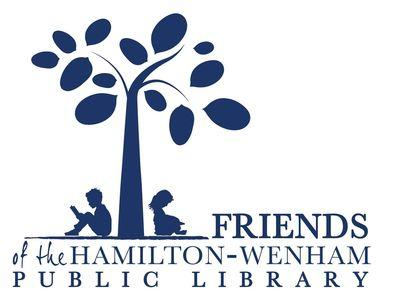 FRIENDS
of the HAMILTON-WENHAM
PUBLIC LIBRARY